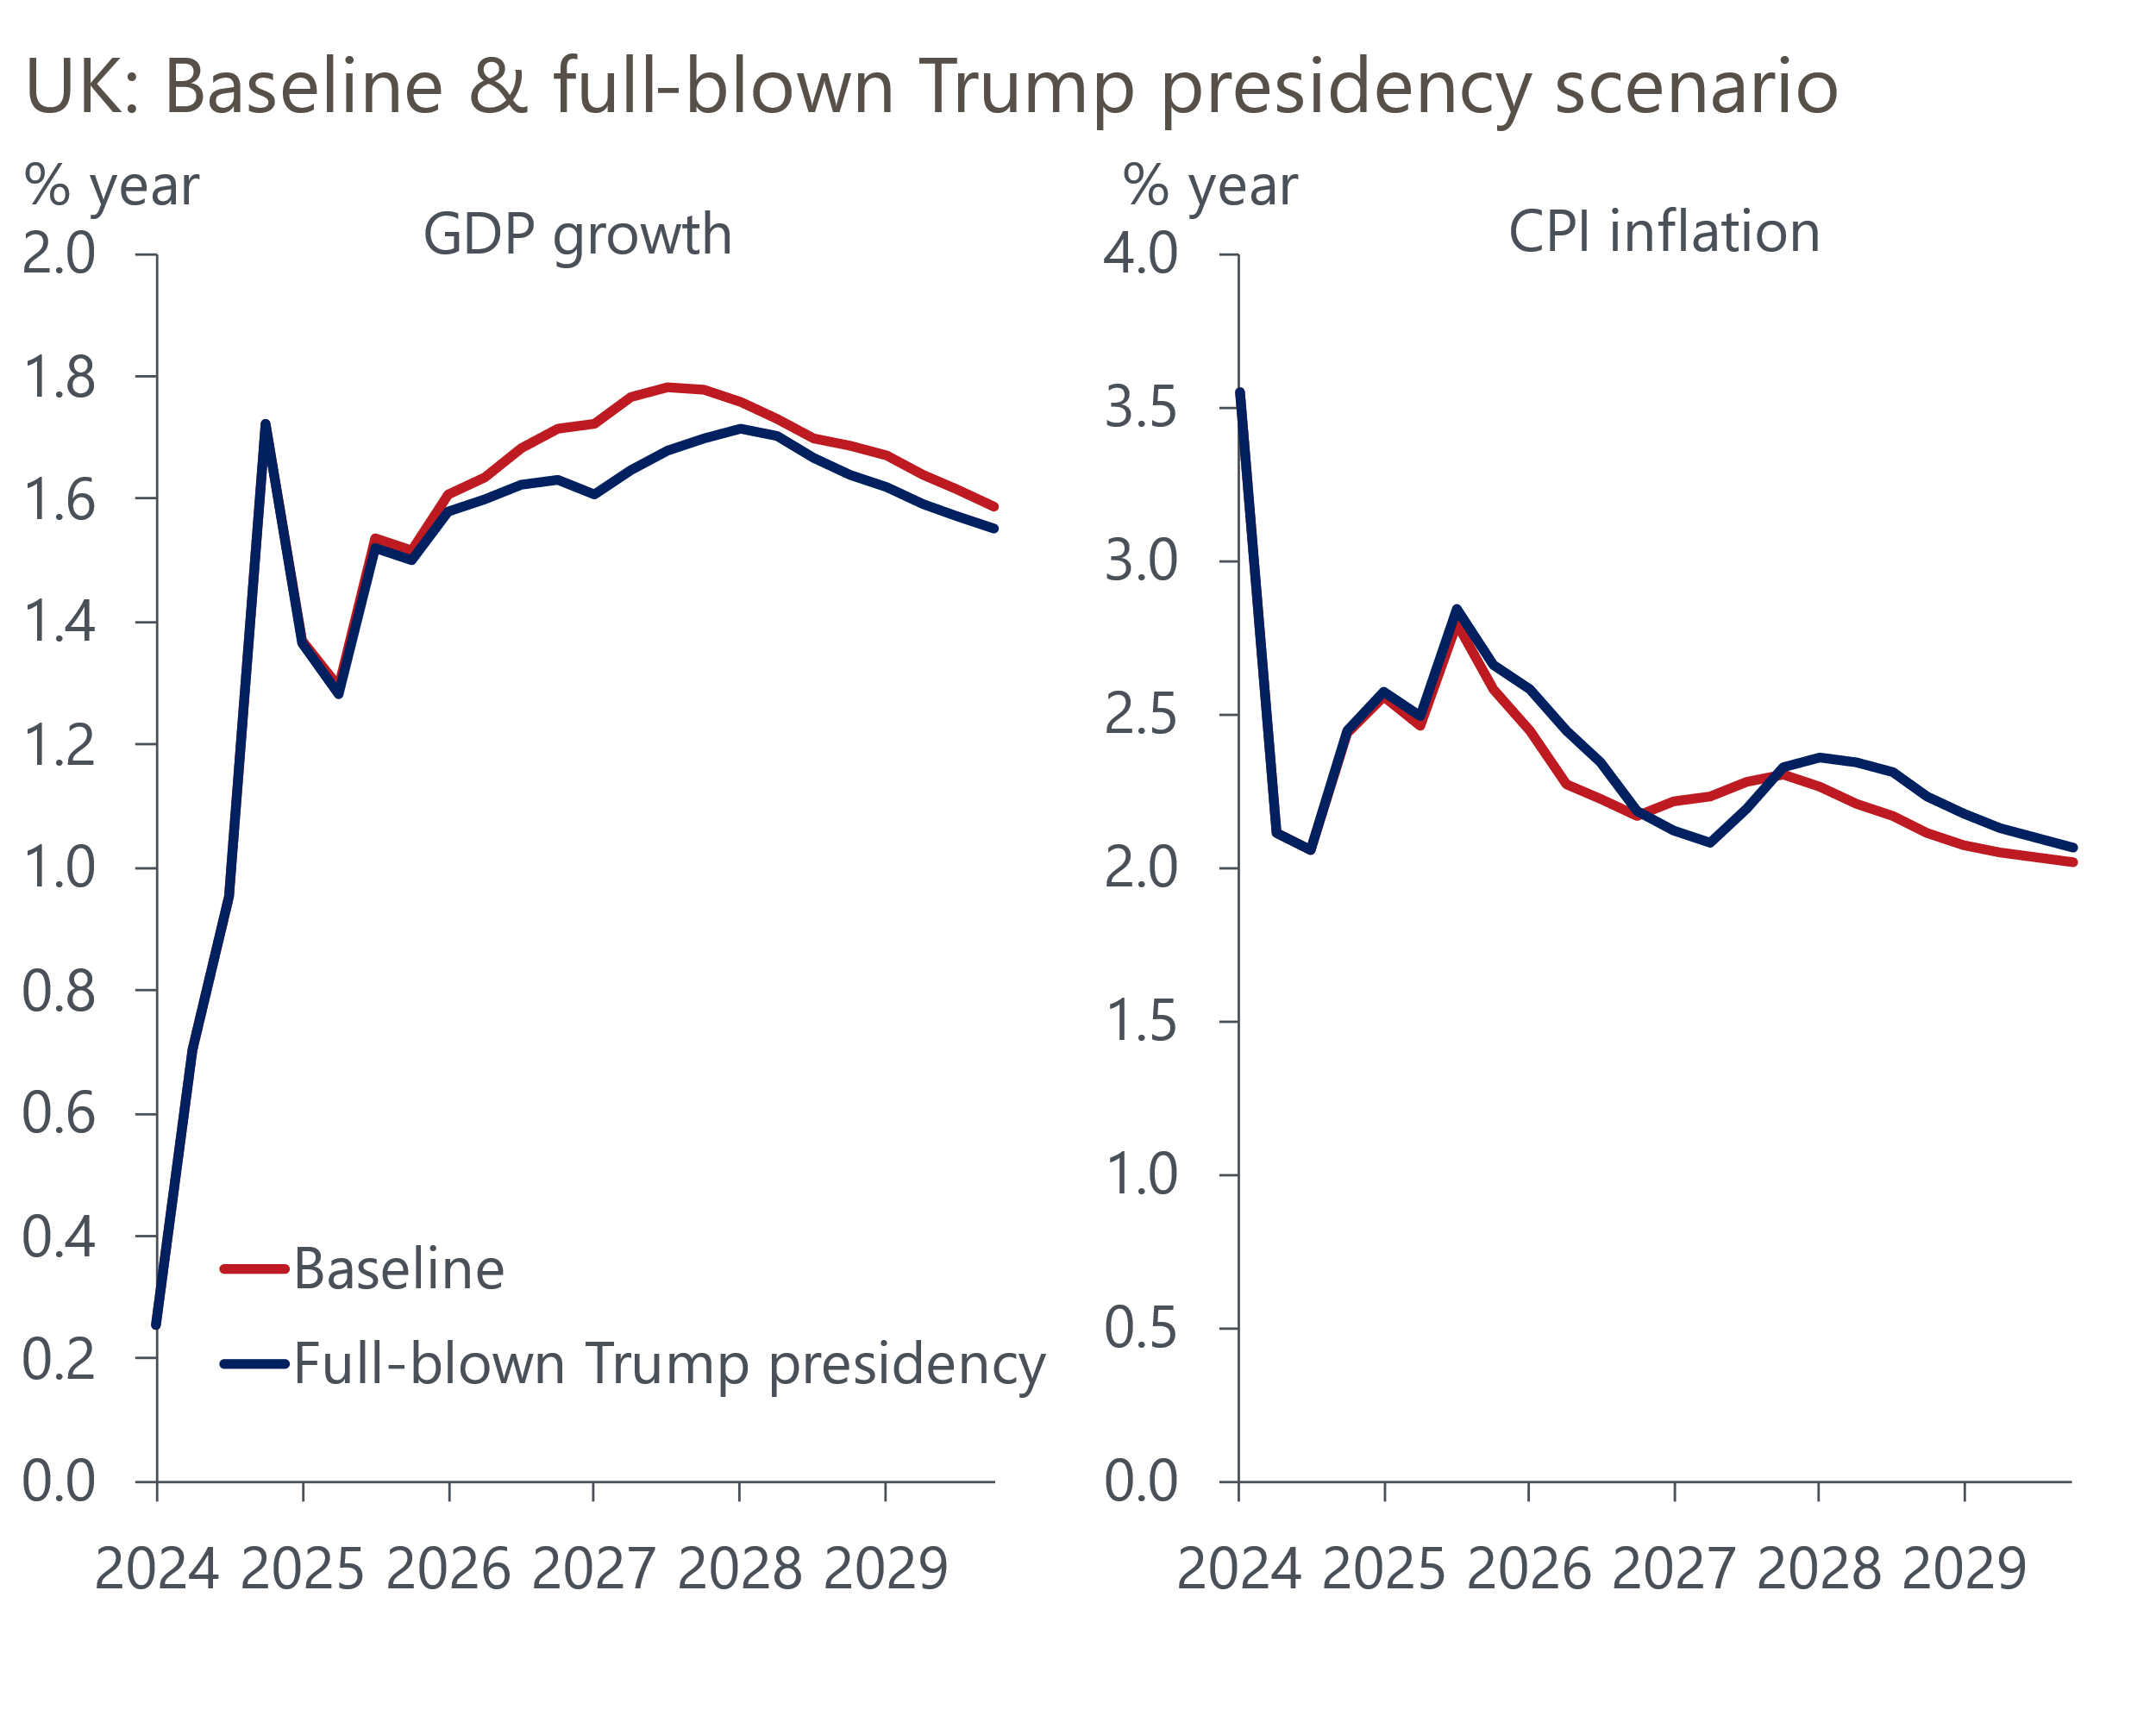 UK: Baseline & full-blown Trump presidency scenario
% year
GDP growth
2.0
1.8
1.6
1.4
1.2
1.0
0.8
0.6
0.4
0.2
0.0
Baseline
Full-blown Trump presidency
2024 2025 2026 2027 2028 2029
% year
CPI inflation
4.0
3.5
3.0
2.5
2.0
1.5
1.0
0.5
0.0
2024 2025 2026 2027 2028 2029